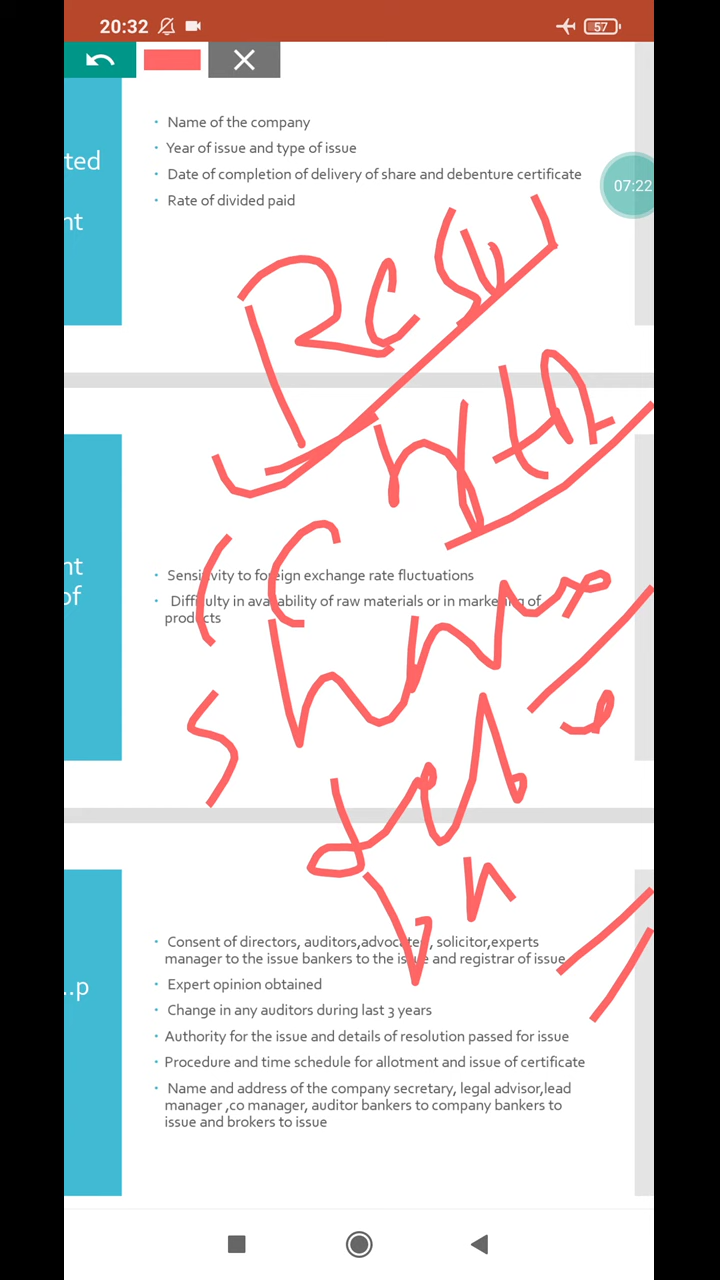 20:32
57
ted
nt
• Name of the company
• Year of issue and type of issue
• Date of completion of delivery of share and debenture certificate
• Rate of divided paid
07:22
nt
of
• Sensitivity to foreign exchange rate fluctuations
• Difficulty in availability of raw materials or in marketing of
products
..p
• Consent of directors, auditors,advocates, solicitor,experts
manager to the issue bankers to the issue and registrar of issue
• Expert opinion obtained
• Change in any auditors during last 3 years
• Authority for the issue and details of resolution passed for issue
• Procedure and time schedule for allotment and issue of certificate
• Name and address of the company secretary, legal advisor,lead
manager ,co manager, auditor bankers to company bankers to
issue and brokers to issue